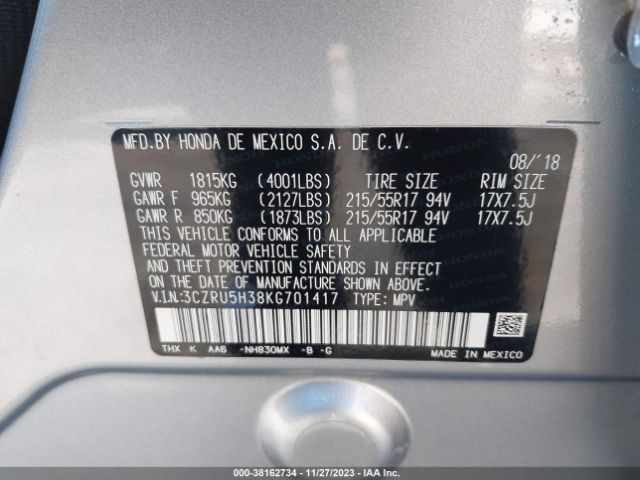 MFD.BY HONDA DE MEXICO S.A. DE C.V.
08/'18
GVWR 1815KG (4001LBS) TIRE SIZE RIM SIZE
GAWR F 965KG (2127LBS) 215/55R17 94V 17X7.5J
GAWR R 850KG (1873LBS) 215/55R17 94V 17X7.5J
THIS VEHICLE CONFORMS TO ALL APPLICABLE
FEDERAL MOTOR VEHICLE SAFETY
AND THEFT PREVENTION STANDARDS IN EFFECT
ON THE DATE OF MANUFACTURE SHOWN ABOVE.
V.I.N:3CZRU5H38KG701417 TYPE: MPV
THX K AA6 -NH830MX -B -G MADE IN MEXICO
000-38162734 — 11/27/2023 — IAA Inc.